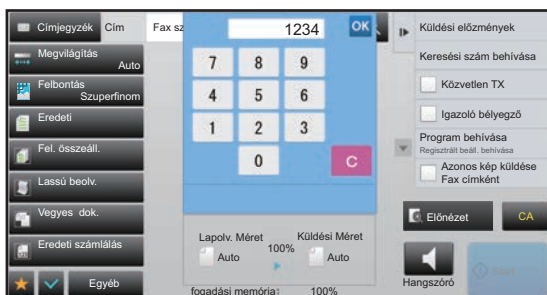 Címjegyzék
Cím
Fax sz
1234
OK
Megvilágítás
Auto
Felbontás
Szuperfinom
Eredeti
Fel. összeáll.
Lassú beolv.
Vegyes dok.
Eredeti számlálás
Egyéb
7 8 9
4 5 6
1 2 3
0 C
Lapolv. Méret
Auto
100%
Küldési Méret
Auto
fogadási memória: 100%
Küldési előzmények
Keresési szám behívása
Közvetlen TX
Igazoló bélyegző
Program behívása
Regisztrált beáll. behívása
Azonos kép küldése
Fax címként
Előnézet
CA
Hangszóró
Start